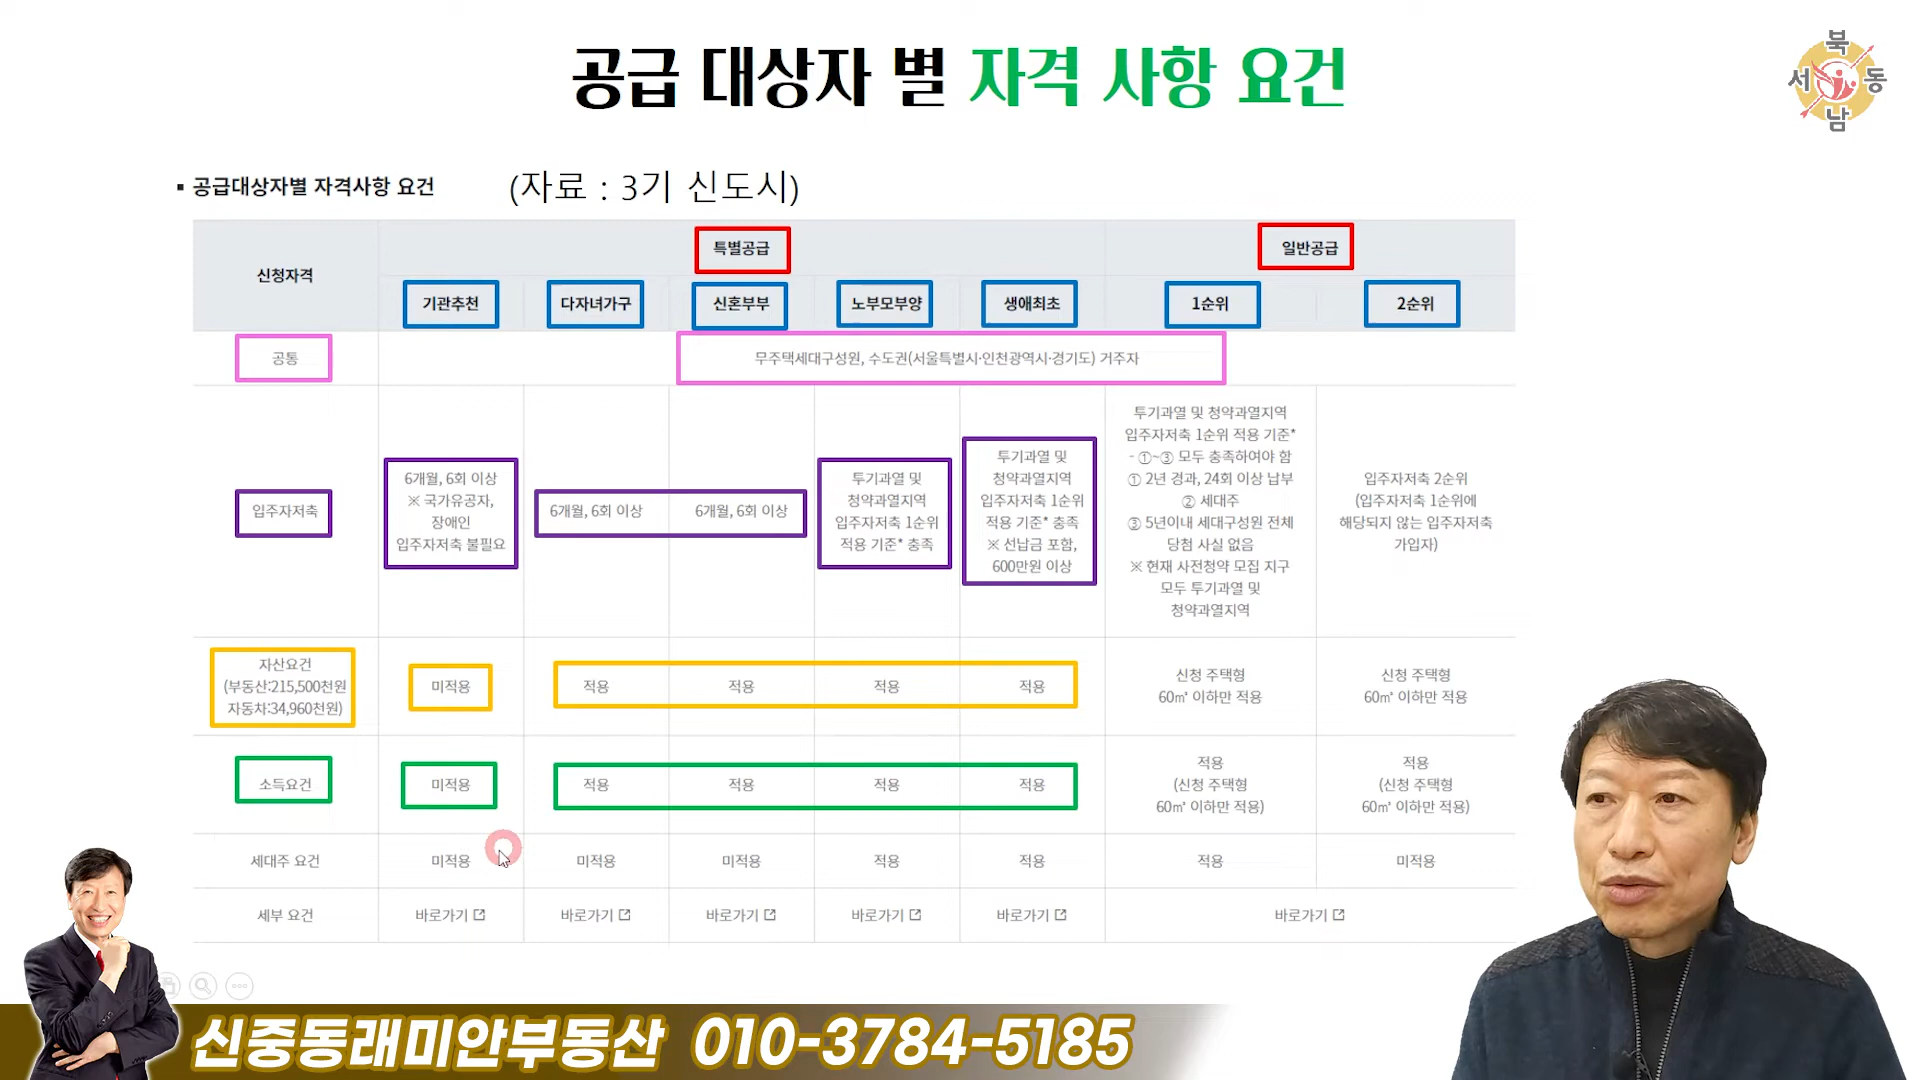 공급 대상자 별 자격 사항 요건
북
서 동
남
▪ 공급대상자별 자격사항 요건 (자료 : 3기 신도시)
신청자격
특별공급
일반공급
기관추천
다자녀가구
신혼부부
노부모부양
생애최초
1순위
2순위
공통
무주택세대구성원, 수도권(서울특별시·인천광역시·경기도) 거주자
입주자저축
6개월, 6회 이상
※ 국가유공자,
장애인
입주자저축 불필요
6개월, 6회 이상
6개월, 6회 이상
투기과열 및
청약과열지역
입주자저축 1순위
적용 기준* 충족
투기과열 및
청약과열지역
입주자저축 1순위
적용 기준* 충족
※ 선납금 포함,
600만원 이상
투기과열 및 청약과열지역
입주자저축 1순위 적용 기준*
- ①~③ 모두 충족하여야 함
① 2년 경과, 24회 이상 납부
② 세대주
③ 5년이내 세대구성원 전체
당첨 사실 없음
※ 현재 사전청약 모집 지구
모두 투기과열 및
청약과열지역
입주자저축 2순위
(입주자저축 1순위에
해당되지 않는 입주자저축
가입자)
자산요건
(부동산:215,500천원
자동차:34,960천원)
미적용
적용
적용
적용
적용
신청 주택형
60㎡ 이하만 적용
신청 주택형
60㎡ 이하만 적용
소득요건
미적용
적용
적용
적용
적용
적용
(신청 주택형
60㎡ 이하만 적용)
적용
(신청 주택형
60㎡ 이하만 적용)
세대주 요건
미적용
미적용
미적용
적용
적용
적용
미적용
세부 요건
바로가기
바로가기
바로가기
바로가기
바로가기
바로가기
신중동래미안부동산 010-3784-5185